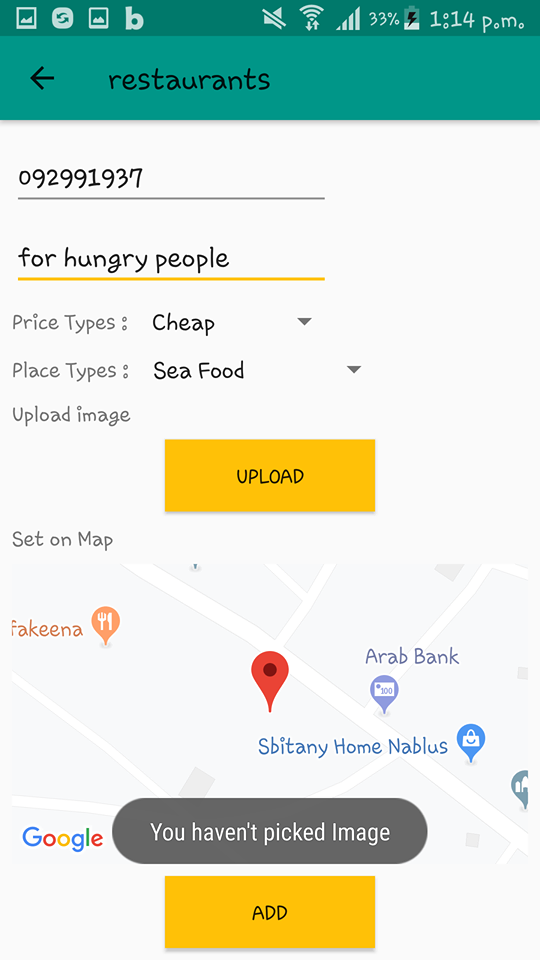 b 33% 1:14 p.m.
restaurants
092991937
for hungry people
Price Types : Cheap
Place Types : Sea Food
Upload image
UPLOAD
Set on Map
fakeena
Arab Bank
100
Sbitany Home Nablus
Google
You haven't picked Image
ADD